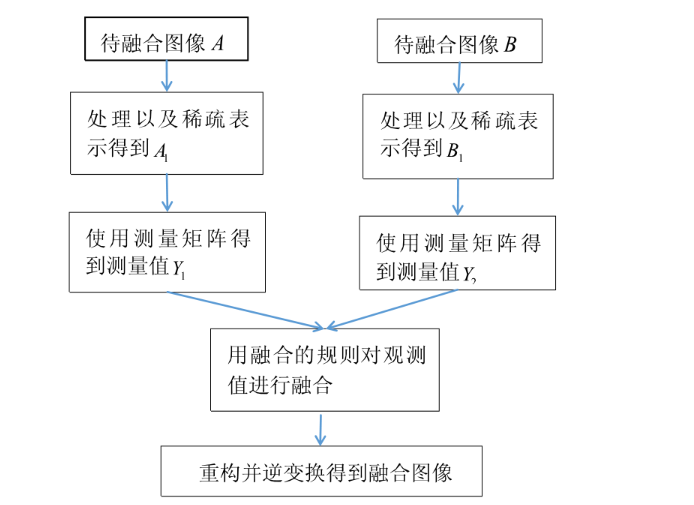 待融合图像 A
待融合图像 B
处理以及稀疏表
示得到 A₁
处理以及稀疏表
示得到 B₁
使用测量矩阵得
到测量值 Y₁
使用测量矩阵得
到测量值 Y₂
用融合的规则对观测
值进行融合
重构并逆变换得到融合图像